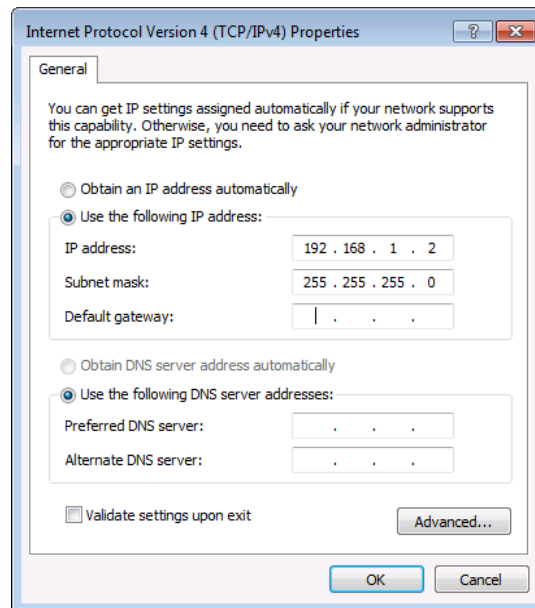 Internet Protocol Version 4 (TCP/IPv4) Properties
General
You can get IP settings assigned automatically if your network supports
this capability. Otherwise, you need to ask your network administrator
for the appropriate IP settings.
Obtain an IP address automatically
Use the following IP address:
IP address: 192 . 168 . 1 . 2
Subnet mask: 255 . 255 . 255 . 0
Default gateway: . . .
Obtain DNS server address automatically
Use the following DNS server addresses:
Preferred DNS server: . . .
Alternate DNS server: . . .
Validate settings upon exit
Advanced...
OK Cancel